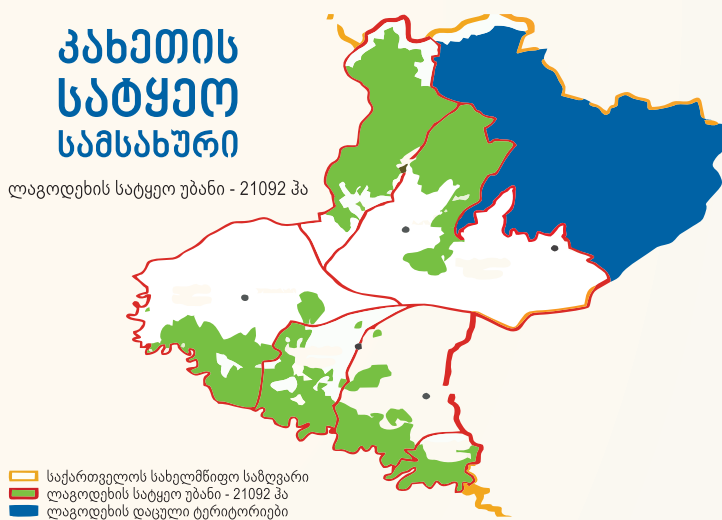 კახეთის
სატყეო
სამსახური
ლაგოდეხის სატყეო უბანი - 21092 ჰა
საქართველოს სახელმწიფო საზღვარი
ლაგოდეხის სატყეო უბანი - 21092 ჰა
ლაგოდეხის დაცული ტერიტორიები